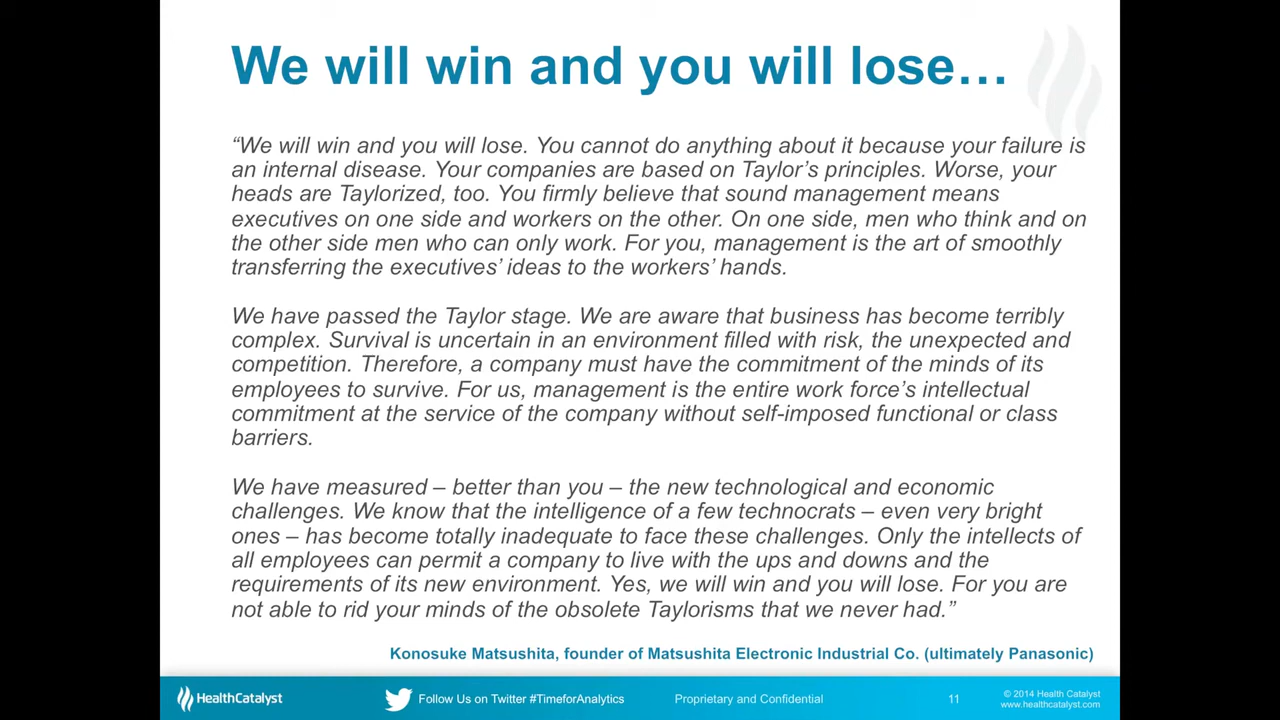 We will win and you will lose…
“We will win and you will lose. You cannot do anything about it because your failure is
an internal disease. Your companies are based on Taylor’s principles. Worse, your
heads are Taylorized, too. You firmly believe that sound management means
executives on one side and workers on the other. On one side, men who think and on
the other side men who can only work. For you, management is the art of smoothly
transferring the executives’ ideas to the workers’ hands.
We have passed the Taylor stage. We are aware that business has become terribly
complex. Survival is uncertain in an environment filled with risk, the unexpected and
competition. Therefore, a company must have the commitment of the minds of its
employees to survive. For us, management is the entire work force’s intellectual
commitment at the service of the company without self-imposed functional or class
barriers.
We have measured – better than you – the new technological and economic
challenges. We know that the intelligence of a few technocrats – even very bright
ones – has become totally inadequate to face these challenges. Only the intellects of
all employees can permit a company to live with the ups and downs and the
requirements of its new environment. Yes, we will win and you will lose. For you are
not able to rid your minds of the obsolete Taylorisms that we never had.”
Konosuke Matsushita, founder of Matsushita Electronic Industrial Co. (ultimately Panasonic)
HealthCatalyst
Follow Us on Twitter #TimeforAnalytics
Proprietary and Confidential
11
© 2014 Health Catalyst
www.healthcatalyst.com